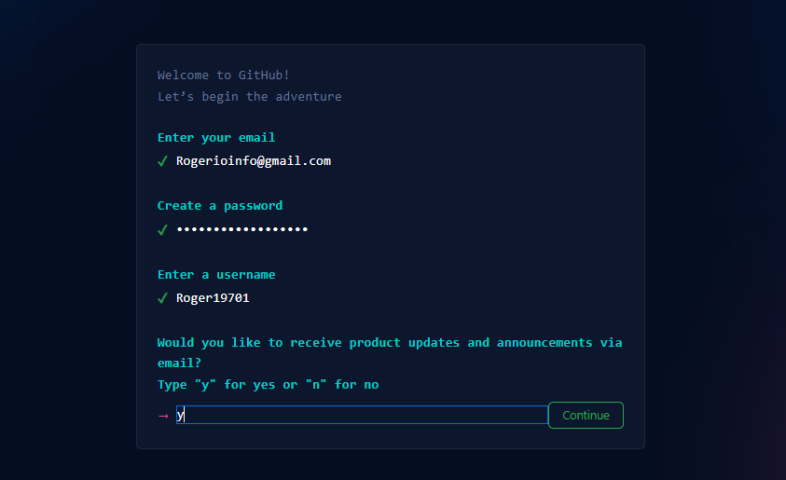 Welcome to GitHub!
Let’s begin the adventure
Enter your email
✓ Rogerioinfo@gmail.com
Create a password
✓ ••••••••••••••••••
Enter a username
✓ Roger19701
Would you like to receive product updates and announcements via
email?
Type "y" for yes or "n" for no
→ y Continue